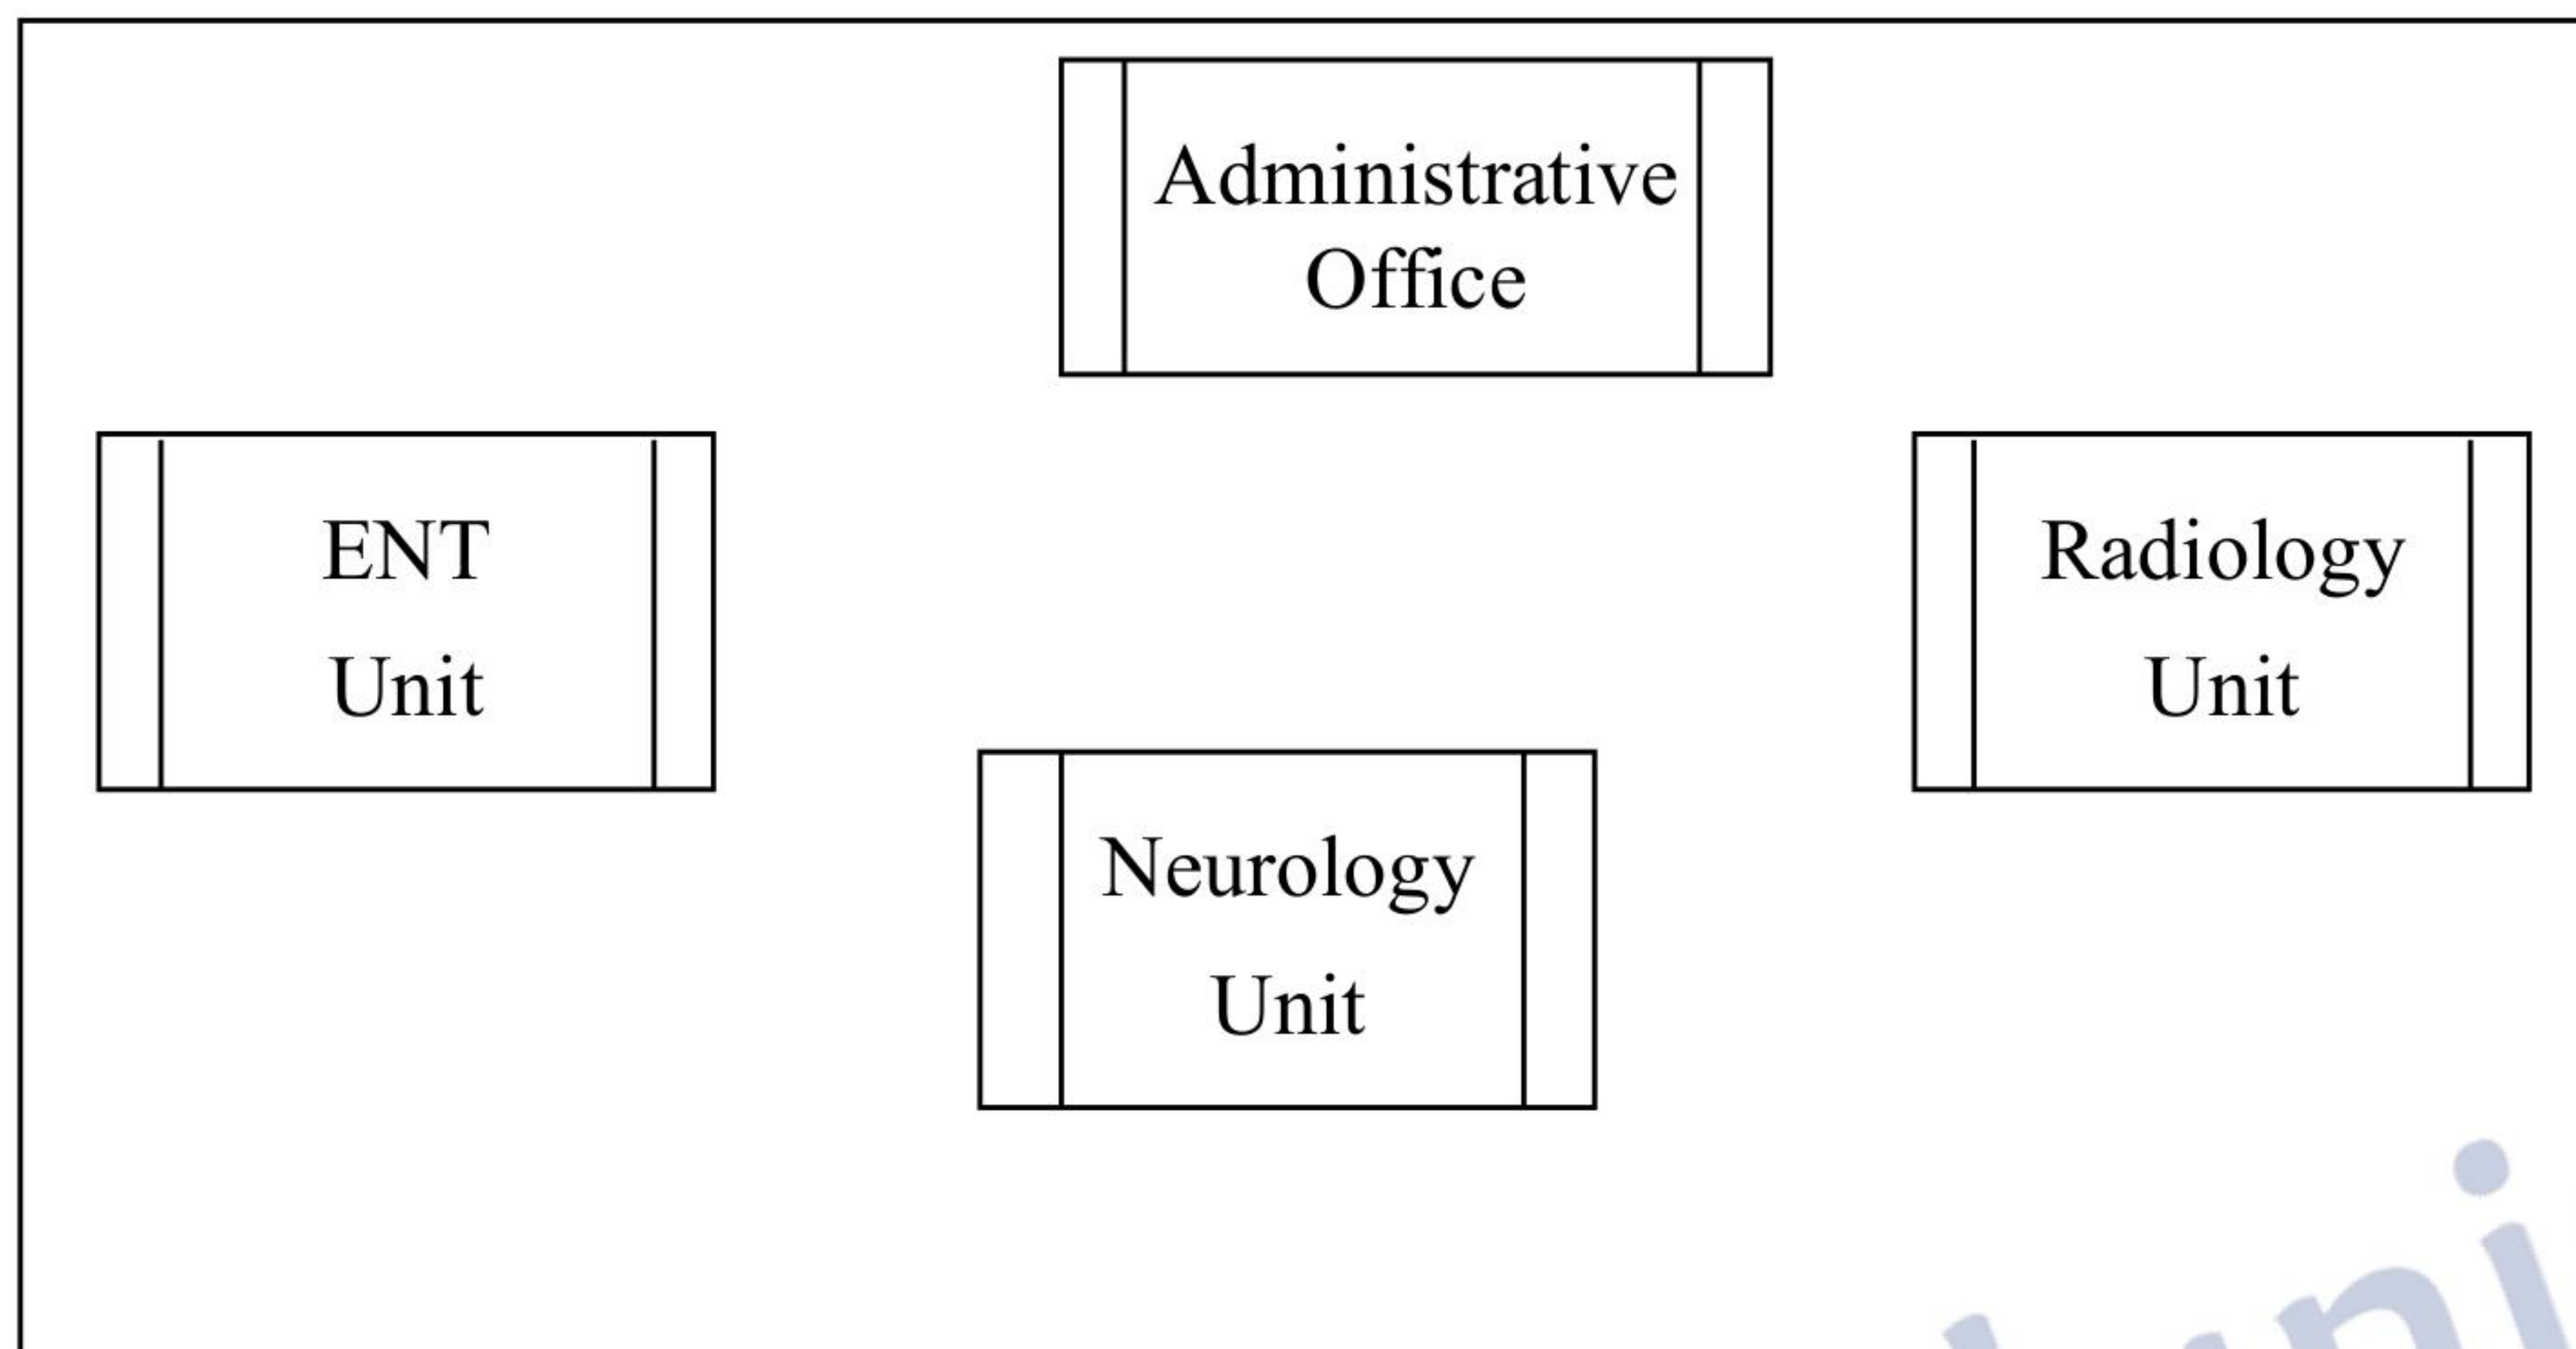 Administrative
Office
ENT
Unit
Radiology
Unit
Neurology
Unit